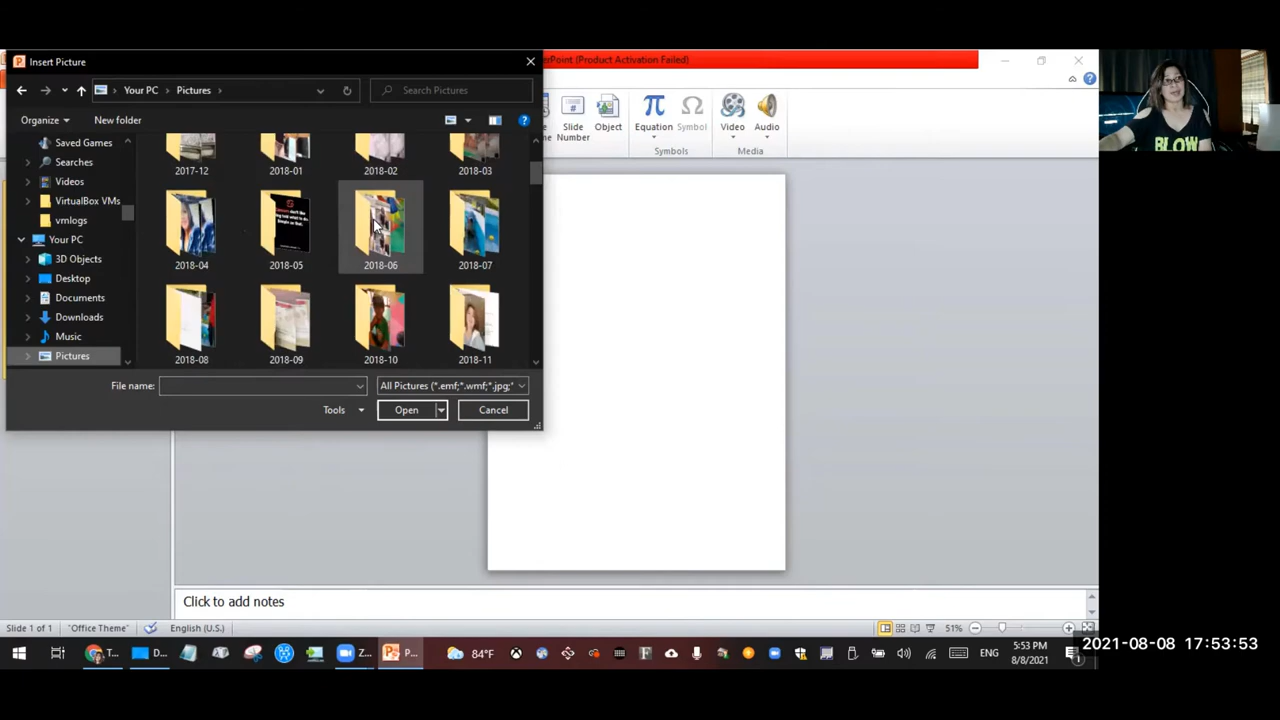 Insert Picture
erPoint (Product Activation Failed)
Your PC
Pictures
Search Pictures
Organize
New folder
Saved Games
Searches
Videos
VirtualBox VMs
vmlogs
Your PC
3D Objects
Desktop
Documents
Downloads
Music
Pictures
2017-12
2018-01
2018-02
2018-03
2018-04
2018-05
2018-06
2018-07
2018-08
2018-09
2018-10
2018-11
File name:
All Pictures (*.emf;*.wmf;*.jpg;*
Tools
Open
Cancel
Slide
Number
Object
Equation
Symbol
Symbols
Video
Audio
Media
BLOW
Click to add notes
Slide 1 of 1
"Office Theme"
English (U.S.)
51%
T...
D...
Z...
P...
84°F
ENG
5:53 PM
8/8/2021
2021-08-08 17:53:53